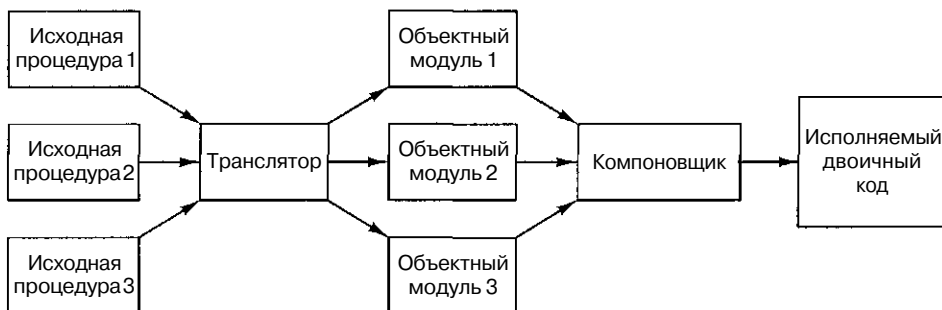 Исходная
процедура 1
Объектный
модуль 1
Исходная
процедура 2
Транслятор
Объектный
модуль 2
Компоновщик
Исполняемый
двоичный
код
Исходная
процедура 3
Объектный
модуль 3